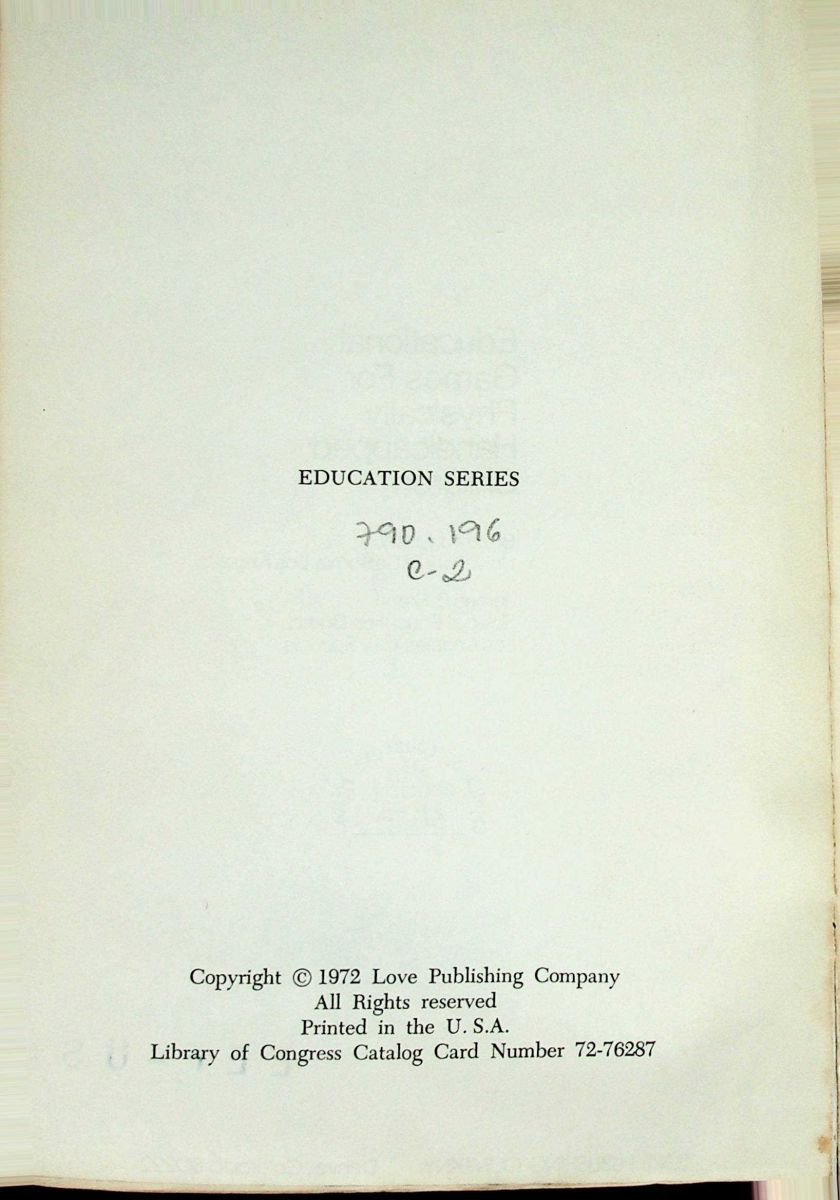 EDUCATION SERIES
790.196
C-2
Copyright © 1972 Love Publishing Company
All Rights reserved
Printed in the U. S.A.
Library of Congress Catalog Card Number 72-76287